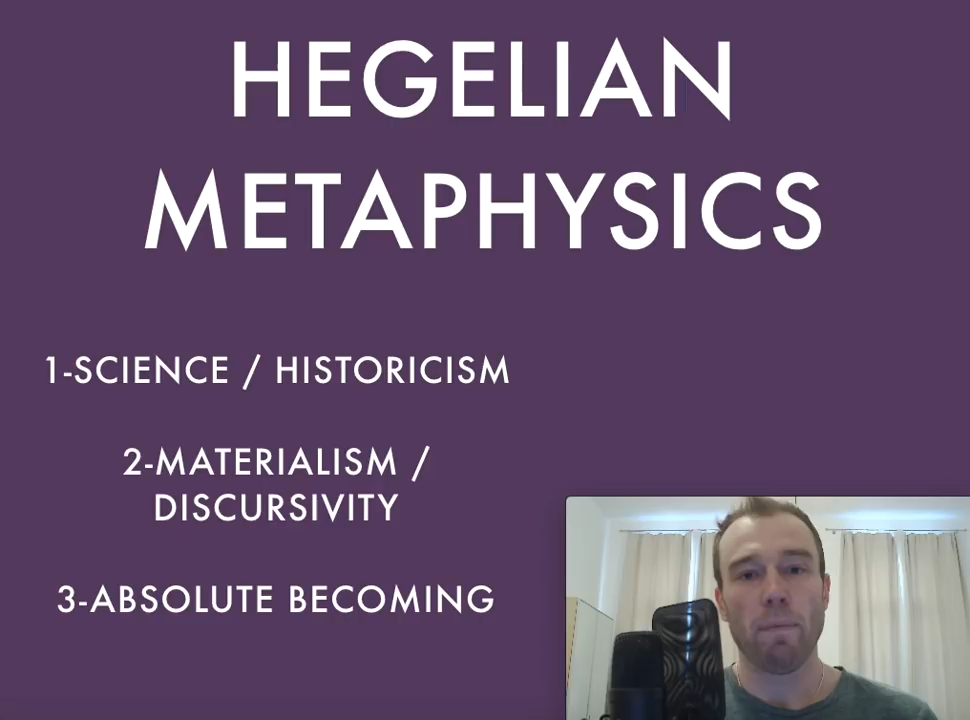 HEGELIAN
METAPHYSICS
1-SCIENCE / HISTORICISM
2-MATERIALISM /
DISCURSIVITY
3-ABSOLUTE BECOMING